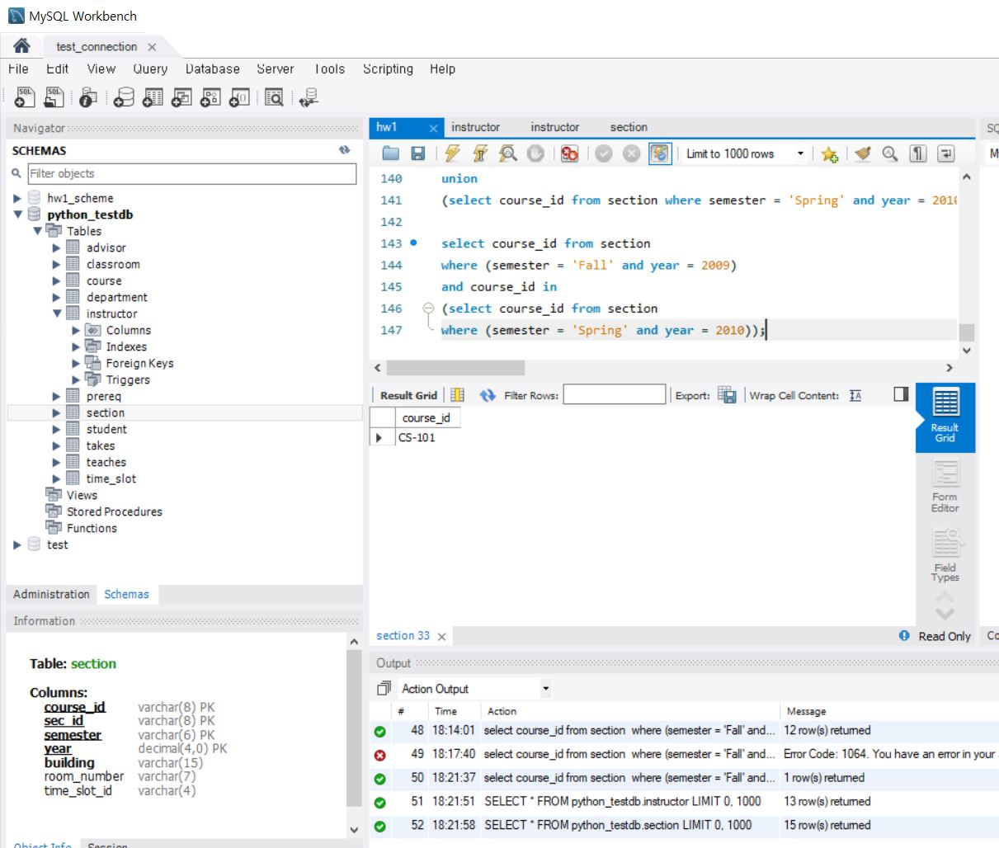 MySQL Workbench
test_connection
File Edit View Query Database Server Tools Scripting Help
Navigator
SCHEMAS
Filter objects
hw1_scheme
python_testdb
Tables
advisor
classroom
course
department
instructor
Columns
Indexes
Foreign Keys
Triggers
prereq
section
student
takes
teaches
time_slot
Views
Stored Procedures
Functions
test
Administration Schemas
Information
Table: section
Columns:
course_id varchar(8) PK
sec_id varchar(8) PK
semester varchar(6) PK
year decimal(4,0) PK
building varchar(15)
room_number varchar(7)
time_slot_id varchar(4)
Object Info Session
hw1 instructor instructor section
Limit to 1000 rows
140 union
141 (select course_id from section where semester = 'Spring' and year = 2010
142
143 select course_id from section
144 where (semester = 'Fall' and year = 2009)
145 and course_id in
146 (select course_id from section
147 where (semester = 'Spring' and year = 2010));
Result Grid Filter Rows: Export: Wrap Cell Content:
course_id
CS-101
Result Grid
Form Editor
Field Types
section 33
Read Only
Output
Action Output
# Time Action Message
48 18:14:01 select course_id from section where (semester = 'Fall' and... 12 row(s) returned
49 18:17:40 select course_id from section where (semester = 'Fall' and... Error Code: 1064. You have an error in your
50 18:21:37 select course_id from section where (semester = 'Fall' and... 1 row(s) returned
51 18:21:51 SELECT * FROM python_testdb.instructor LIMIT 0, 1000 13 row(s) returned
52 18:21:58 SELECT * FROM python_testdb.section LIMIT 0, 1000 15 row(s) returned